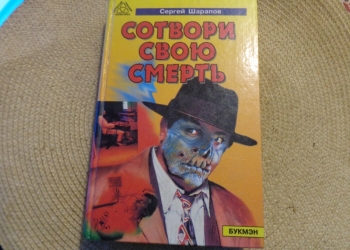 Сергей Шарапов
СОТВОРИ
СВОЮ
СМЕРТЬ
БУКМЭН